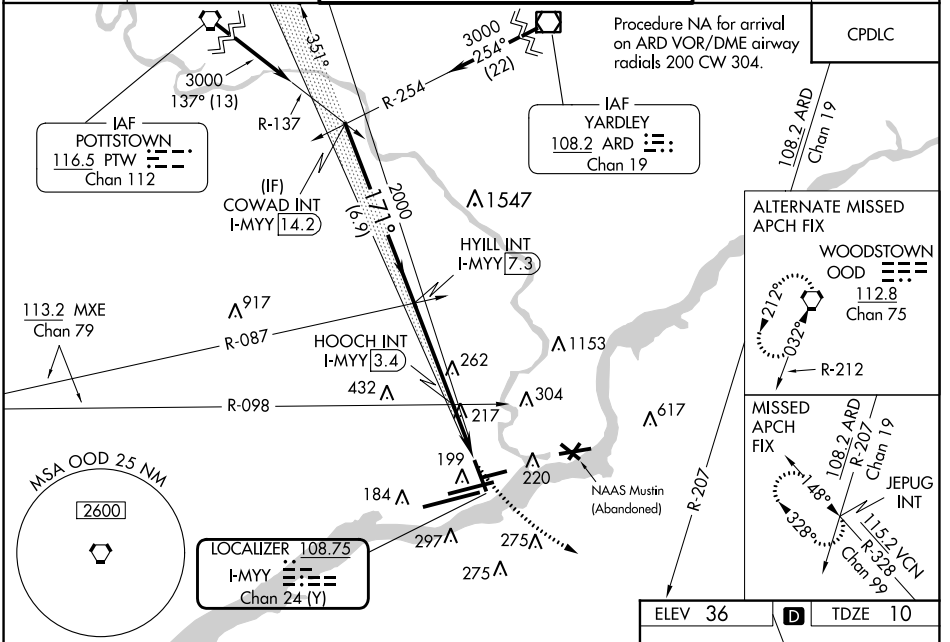 Procedure NA for arrival
on ARD VOR/DME airway
radials 200 CW 304.
CPDLC
351°
3000
254°
(22)
R-254
3000
137° (13)
R-137
IAF
POTTSTOWN
116.5 PTW
Chan 112
IAF
YARDLEY
108.2 ARD
Chan 19
108.2 ARD
Chan 19
(IF)
COWAD INT
I-MYY 14.2
2000
171°
(6.9)
1547
HYILL INT
I-MYY 7.3
ALTERNATE MISSED
APCH FIX
WOODSTOWN
OOD
112.8
Chan 75
212°
032°
R-212
113.2 MXE
Chan 79
917
R-087
HOOCH INT
I-MYY 3.4
1153
262
432
304
R-098
217
617
MISSED
APCH
FIX
108.2 ARD
R-207
Chan 19
JEPUG
INT
148°
328°
115.2 VCN
R-328
Chan 99
MSA OOD 25 NM
2600
199
184
220
NAAS Mustin
(Abandoned)
R-207
297
275
275
LOCALIZER 108.75
I-MYY
Chan 24 (Y)
ELEV 36
D
TDZE 10